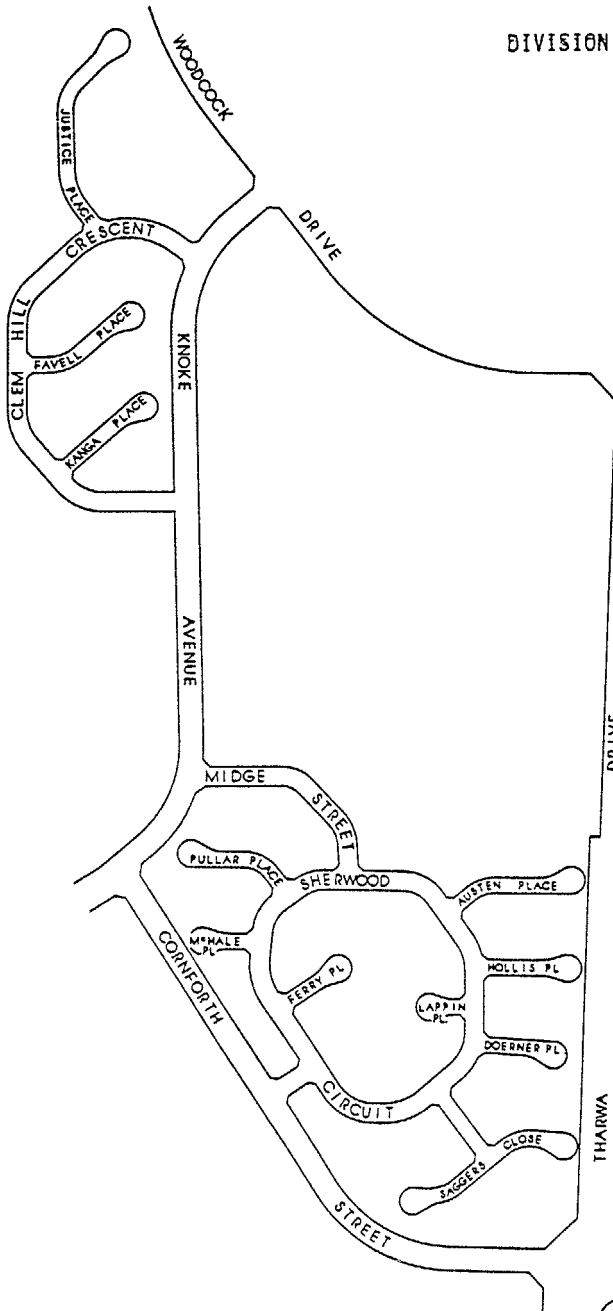 DIVISION
WOODCOCK
DRIVE
JUSTICE PLACE
CLEM HILL CRESCENT
FAVELL PLACE
KANGA PLACE
KNOKE
AVENUE
MIDGE
STREET
PULLAR PLACE
SHERWOOD
AUSTEN PLACE
McHALE
PL
FERRY PL
HOLLIS PL
LAPPIN
PL.
DOERNER PL
CORNFORTH
CIRCUIT
SAGGERS CLOSE
STREET
THARWA
DRIVE